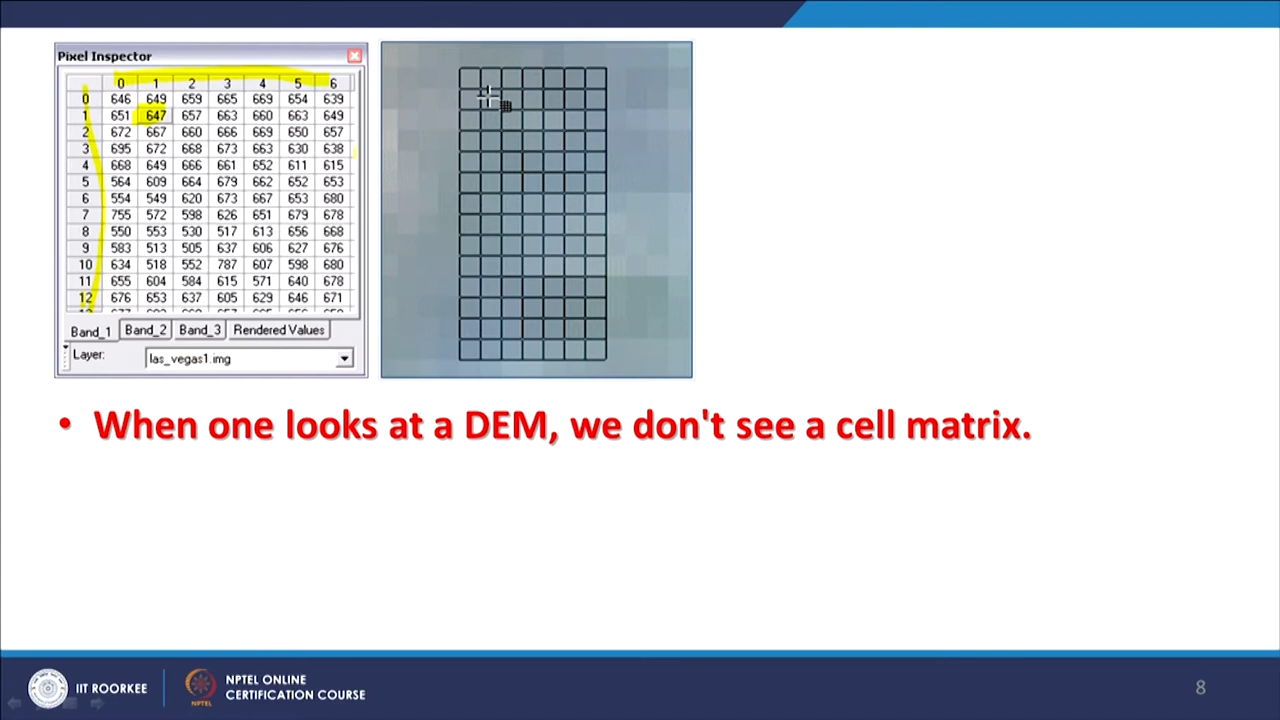 Pixel Inspector
0 1 2 3 4 5 6
0 646 649 659 665 669 654 639
1 651 647 657 663 660 663 649
2 672 667 660 666 669 650 657
3 695 672 668 673 663 630 638
4 668 649 666 661 652 611 615
5 564 609 664 679 662 652 653
6 554 549 620 673 667 653 680
7 755 572 598 626 651 679 678
8 550 553 530 517 613 656 668
9 583 513 505 637 606 627 676
10 634 518 552 787 607 598 680
11 655 604 584 615 571 640 678
12 676 653 637 605 629 646 671
Band_1 Band_2 Band_3 Rendered Values
Layer: las_vegas1.img
• When one looks at a DEM, we don't see a cell matrix.
IIT ROORKEE
NPTEL ONLINE
CERTIFICATION COURSE
NPTEL
8